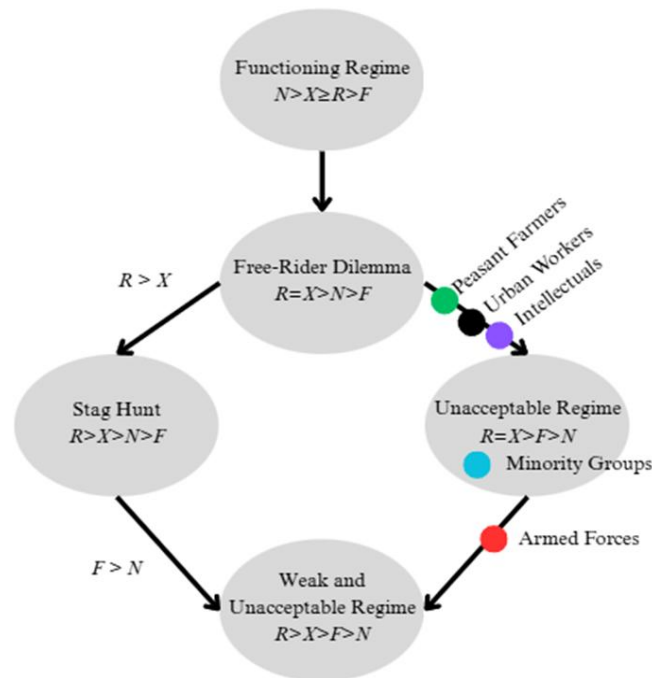 Functioning Regime
N>X≥R>F
Peasant Farmers
Urban Workers
Intellectuals
R > X
Free-Rider Dilemma
R=X>N>F
Stag Hunt
R>X>N>F
Unacceptable Regime
R=X>F>N
Minority Groups
Armed Forces
F > N
Weak and
Unacceptable Regime
R>X>F>N